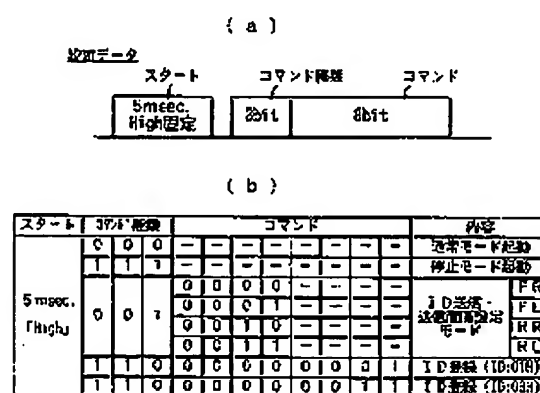 (a)
設定データ
スタート コマンド種類 コマンド
5msec. High固定 3bit 8bit
(b)
スタート コマンド種類 コマンド 内容
0 0 0 - - - - - - - - 通常モード起動
1 1 1 - - - - - - - - 停止モード起動
5msec. 「High」 0 0 1 0 0 0 0 - - - - ID送信・送信間隔設定モード FR
0 0 0 1 - - - - FL
0 0 1 0 - - - - RR
0 0 1 1 - - - - RL
1 1 0 0 0 0 0 0 0 0 1 ID登録 (ID:01H)
1 1 0 0 0 0 0 0 0 1 1 ID登録 (ID:03H)